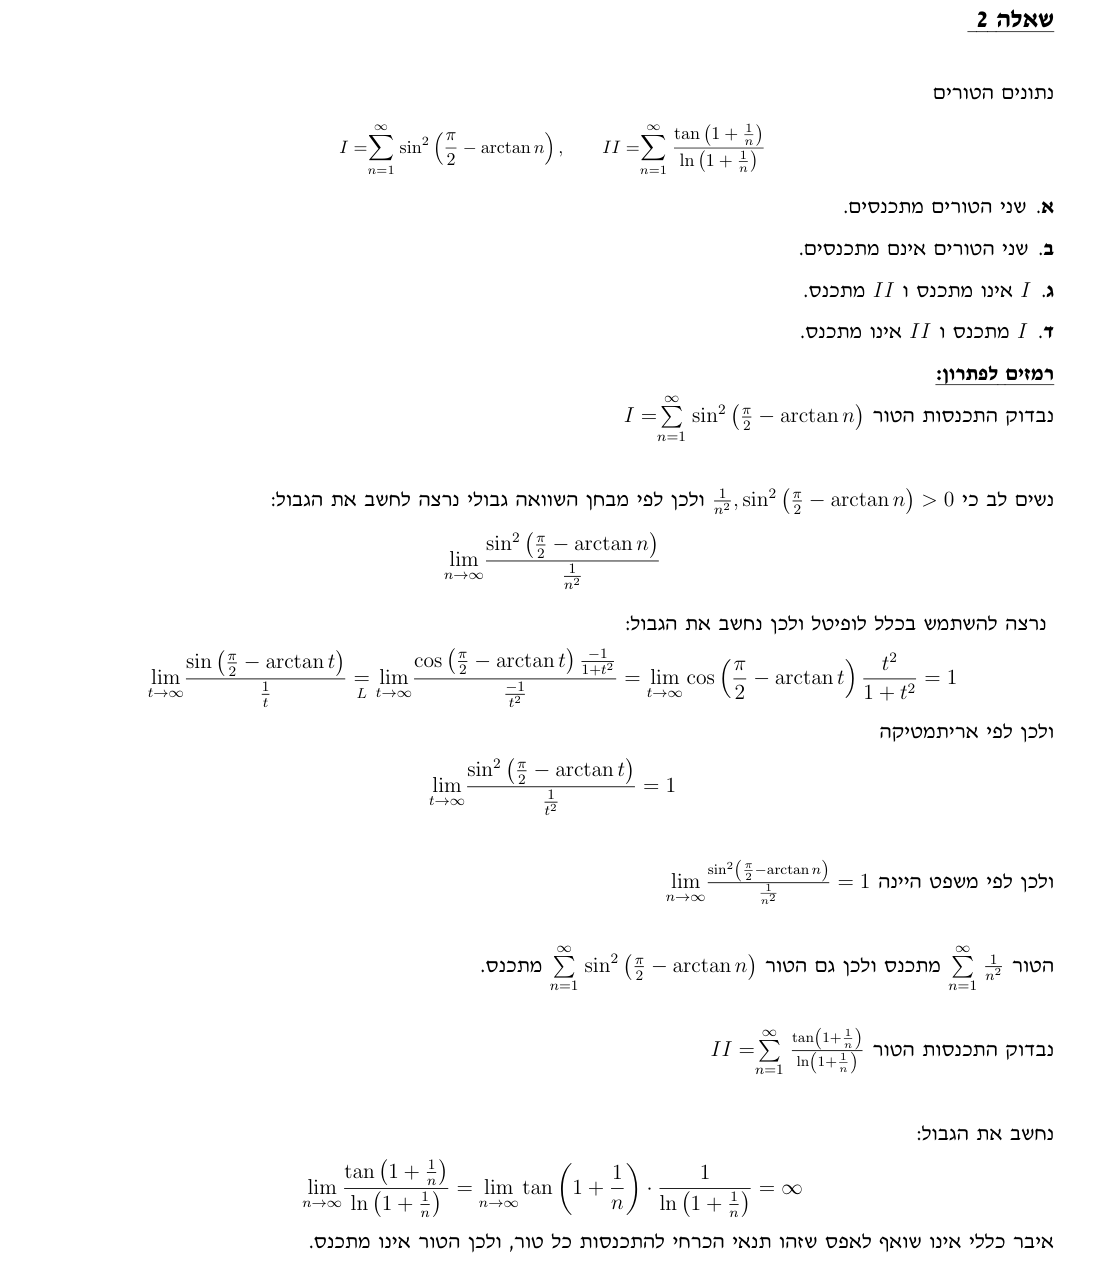 שאלה 2
נתונים הטורים
$I = \sum_{n=1}^{\infty} \sin^2\left(\frac{\pi}{2} - \arctan n\right), \qquad II = \sum_{n=1}^{\infty} \frac{\tan\left(1+\frac{1}{n}\right)}{\ln\left(1+\frac{1}{n}\right)}$
א. שני הטורים מתכנסים.
ב. שני הטורים אינם מתכנסים.
ג. $I$ אינו מתכנס ו $II$ מתכנס.
ד. $I$ מתכנס ו $II$ אינו מתכנס.
רמזים לפתרון:
נבדוק התכנסות הטור $I = \sum_{n=1}^{\infty} \sin^2\left(\frac{\pi}{2} - \arctan n\right)$
נשים לב כי $\frac{1}{n^2}, \sin^2\left(\frac{\pi}{2} - \arctan n\right) > 0$ ולכן לפי מבחן השוואה גבולי נרצה לחשב את הגבול:
$\lim_{n\to\infty} \frac{\sin^2\left(\frac{\pi}{2} - \arctan n\right)}{\frac{1}{n^2}}$
נרצה להשתמש בכלל לופיטל ולכן נחשב את הגבול:
$\lim_{t\to\infty} \frac{\sin\left(\frac{\pi}{2} - \arctan t\right)}{\frac{1}{t}} \underset{L}{=} \lim_{t\to\infty} \frac{\cos\left(\frac{\pi}{2} - \arctan t\right)\frac{-1}{1+t^2}}{\frac{-1}{t^2}} = \lim_{t\to\infty} \cos\left(\frac{\pi}{2} - \arctan t\right)\frac{t^2}{1+t^2} = 1$
ולכן לפי אריתמטיקה
$\lim_{t\to\infty} \frac{\sin^2\left(\frac{\pi}{2} - \arctan t\right)}{\frac{1}{t^2}} = 1$
ולכן לפי משפט היינה $\lim_{n\to\infty} \frac{\sin^2\left(\frac{\pi}{2} - \arctan n\right)}{\frac{1}{n^2}} = 1$
הטור $\sum_{n=1}^{\infty} \frac{1}{n^2}$ מתכנס ולכן גם הטור $\sum_{n=1}^{\infty} \sin^2\left(\frac{\pi}{2} - \arctan n\right)$ מתכנס.
נבדוק התכנסות הטור $II = \sum_{n=1}^{\infty} \frac{\tan\left(1+\frac{1}{n}\right)}{\ln\left(1+\frac{1}{n}\right)}$
נחשב את הגבול:
$\lim_{n\to\infty} \frac{\tan\left(1+\frac{1}{n}\right)}{\ln\left(1+\frac{1}{n}\right)} = \lim_{n\to\infty} \tan\left(1+\frac{1}{n}\right) \cdot \frac{1}{\ln\left(1+\frac{1}{n}\right)} = \infty$
איבר כללי אינו שואף לאפס שזהו תנאי הכרחי להתכנסות כל טור, ולכן הטור אינו מתכנס.